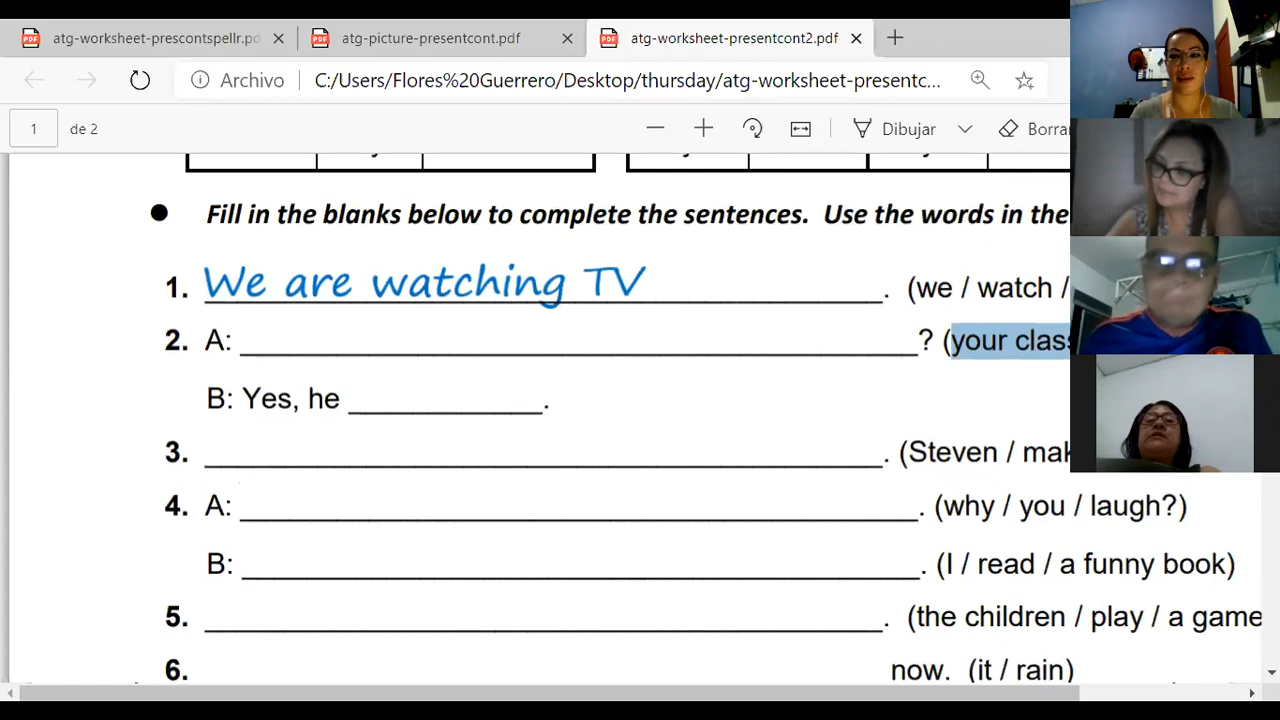 atg-worksheet-prescontspellr.pd
atg-picture-presentcont.pdf
atg-worksheet-presentcont2.pdf
Archivo
C:/Users/Flores%20Guerrero/Desktop/thursday/atg-worksheet-presentc...
1
de 2
Dibujar
Borrar
● Fill in the blanks below to complete the sentences. Use the words in the
1. We are watching TV . (we / watch /
2. A: ? (your class
B: Yes, he .
3. . (Steven / mak
4. A: . (why / you / laugh?)
B: . (I / read / a funny book)
5. . (the children / play / a game
6. now. (it / rain)